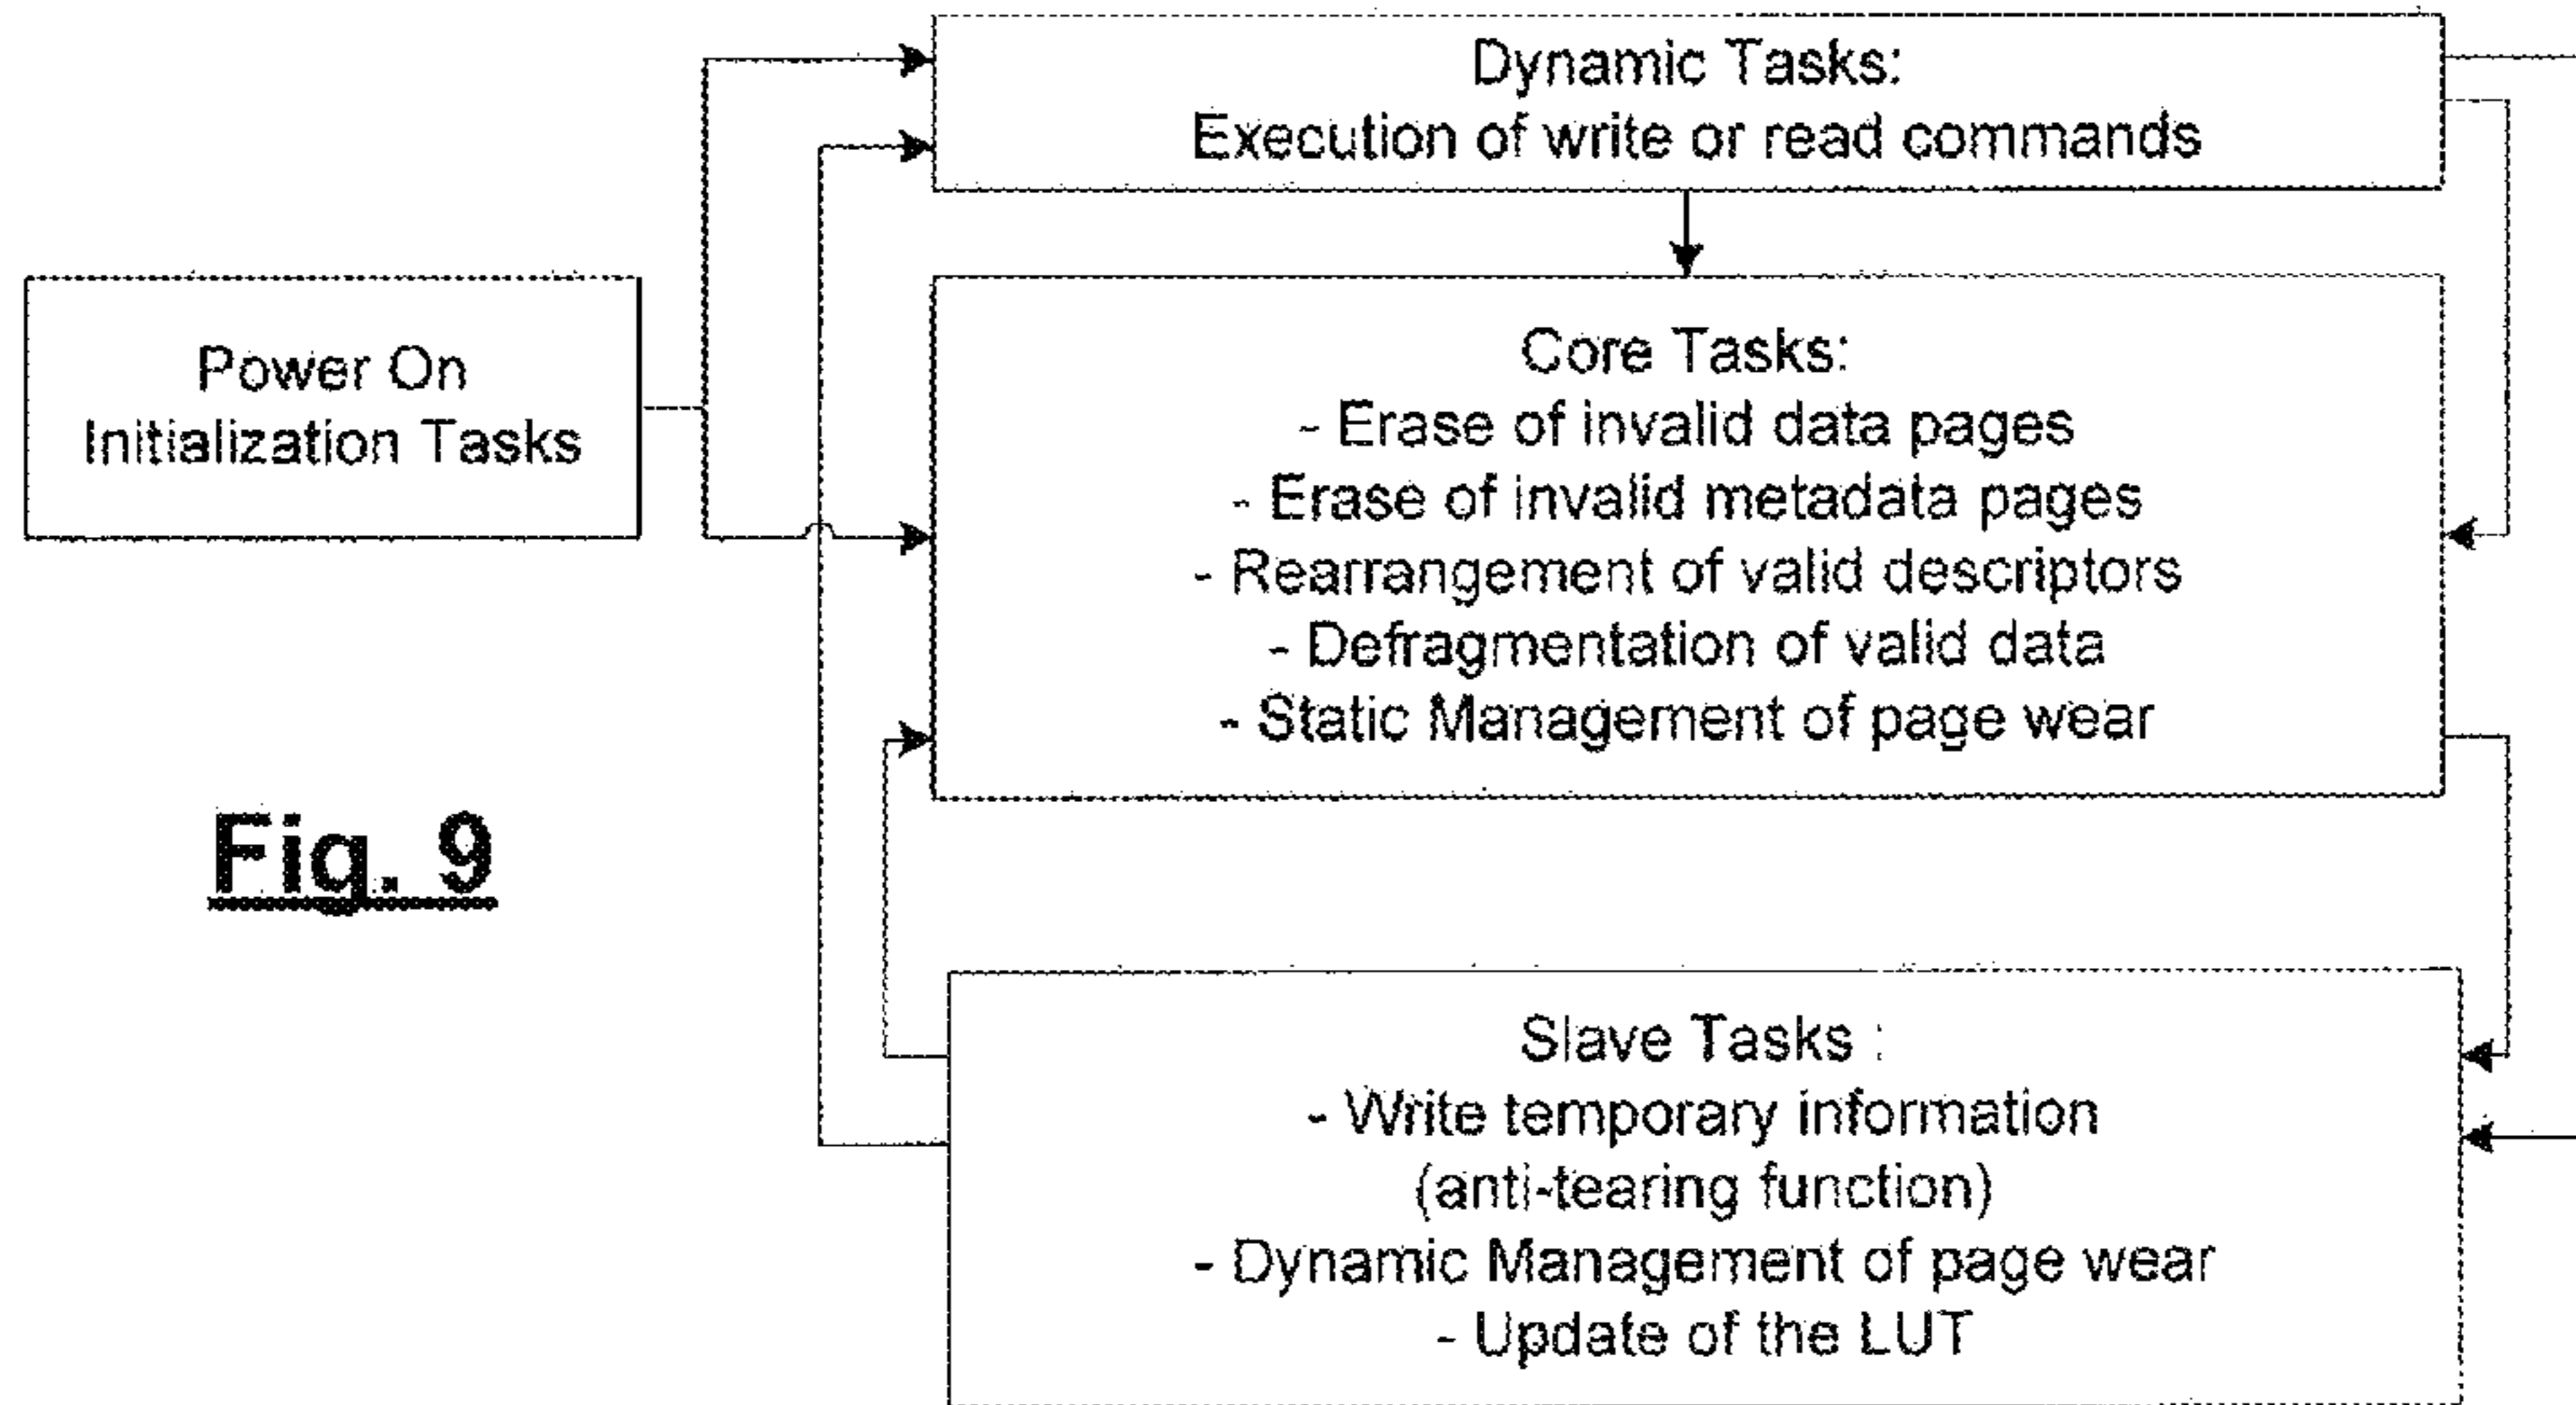 Dynamic Tasks:
Execution of write or read commands
Power On
Initialization Tasks
Core Tasks:
- Erase of invalid data pages
- Erase of invalid metadata pages
- Rearrangement of valid descriptors
- Defragmentation of valid data
- Static Management of page wear
Fig. 9
Slave Tasks :
- Write temporary information
(anti-tearing function)
- Dynamic Management of page wear
- Update of the LUT